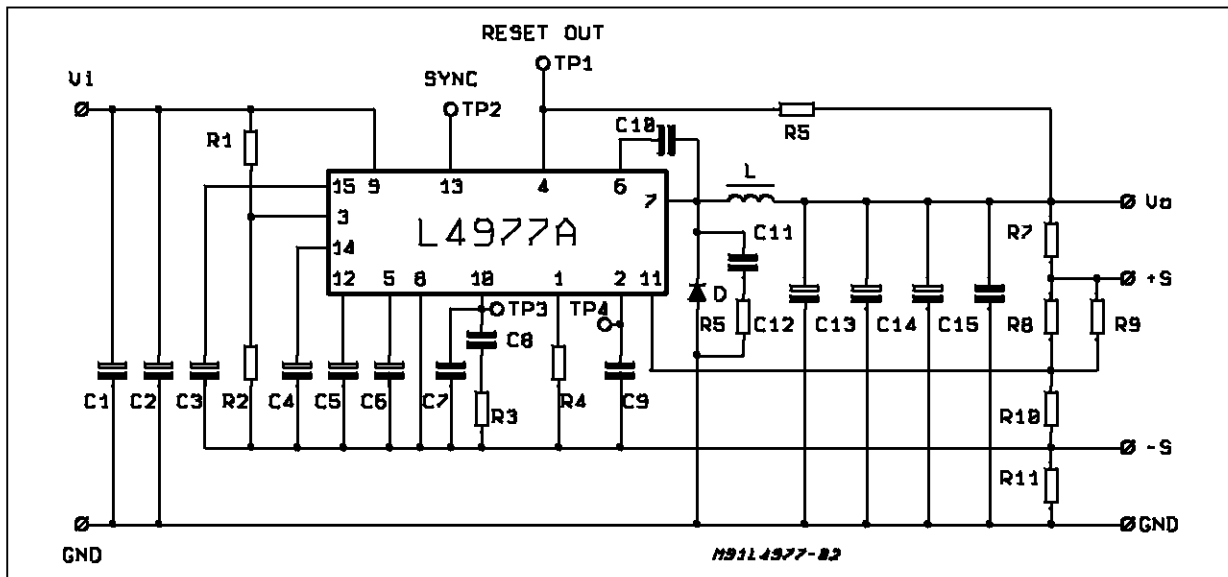 RESET OUT
TP1
Vi
SYNC
TP2
C10
R5
R1
L
15 9 13 4 6
7
Vo
3
L4977A
C11
R7
14
+S
12 5 8 10 1 2 11
D
TP3
TP4
R5
C12
C13
C14
C15
R8
R9
C8
C1
C2
C3
R2
C4
C5
C6
C7
R3
R4
C9
R10
-S
R11
GND
GND
M91L4977-02